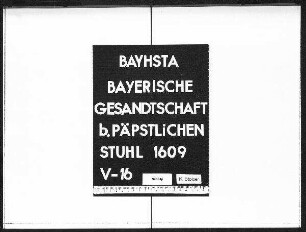 BAYHSTA
BAYERISCHE
GESANDTSCHAFT
b. PÄPSTLiCHEN
STUHL 1609
V-16